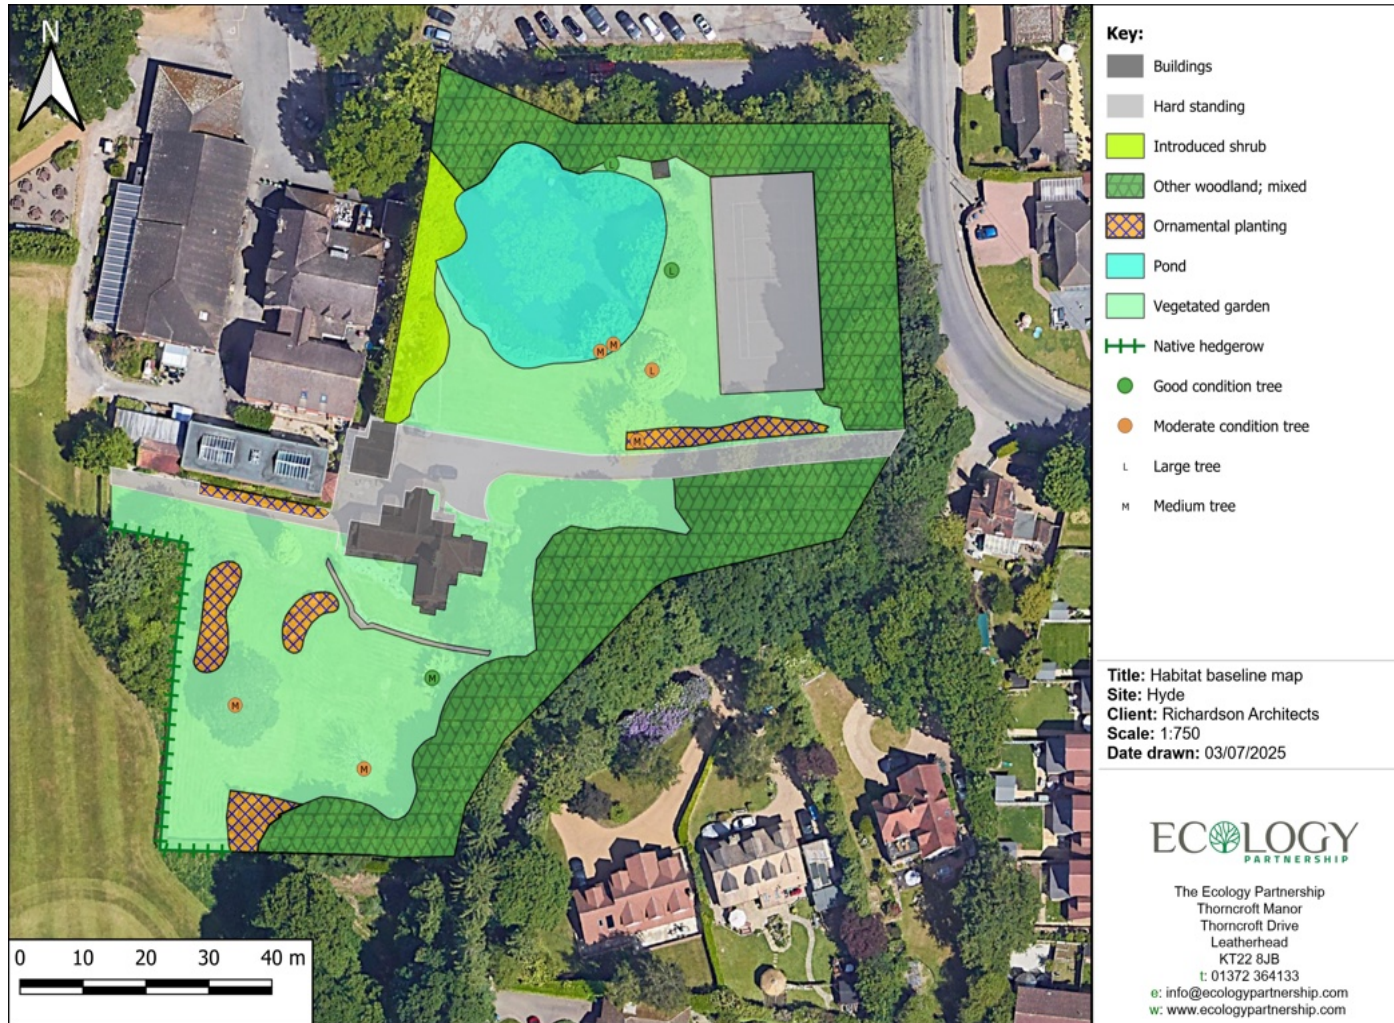 N
L
L
M M
L
M
M
M
M
0 10 20 30 40 m
Key:
Buildings
Hard standing
Introduced shrub
Other woodland; mixed
Ornamental planting
Pond
Vegetated garden
Native hedgerow
Good condition tree
Moderate condition tree
L Large tree
M Medium tree
Title: Habitat baseline map
Site: Hyde
Client: Richardson Architects
Scale: 1:750
Date drawn: 03/07/2025
ECOLOGY
PARTNERSHIP
The Ecology Partnership
Thorncroft Manor
Thorncroft Drive
Leatherhead
KT22 8JB
t: 01372 364133
e: info@ecologypartnership.com
w: www.ecologypartnership.com